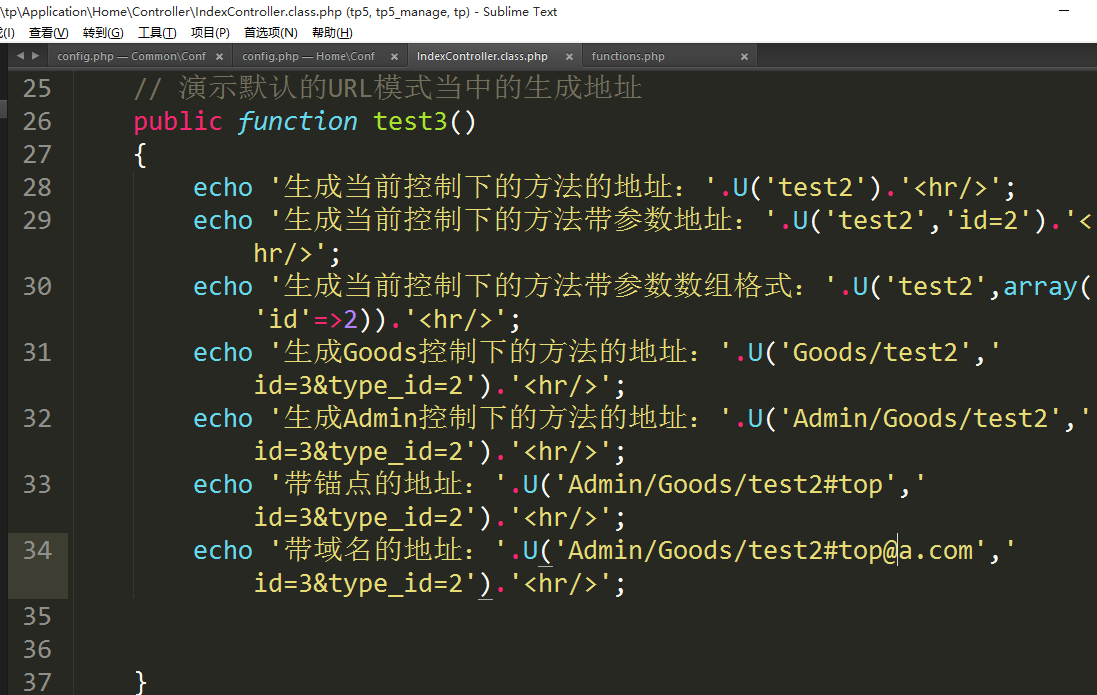 \tp\Application\Home\Controller\IndexController.class.php (tp5, tp5_manage, tp) - Sublime Text
(I) 查看(V) 转到(G) 工具(T) 项目(P) 首选项(N) 帮助(H)
config.php — Common\Conf × config.php — Home\Conf × IndexController.class.php × functions.php ×
25 // 演示默认的URL模式当中的生成地址
26 public function test3()
27 {
28 echo '生成当前控制下的方法的地址：'.U('test2').'<hr/>';
29 echo '生成当前控制下的方法带参数地址：'.U('test2','id=2').'<
hr/>';
30 echo '生成当前控制下的方法带参数数组格式：'.U('test2',array(
'id'=>2)).'<hr/>';
31 echo '生成Goods控制下的方法的地址：'.U('Goods/test2','
id=3&type_id=2').'<hr/>';
32 echo '生成Admin控制下的方法的地址：'.U('Admin/Goods/test2','
id=3&type_id=2').'<hr/>';
33 echo '带锚点的地址：'.U('Admin/Goods/test2#top','
id=3&type_id=2').'<hr/>';
34 echo '带域名的地址：'.U('Admin/Goods/test2#top@a.com','
id=3&type_id=2').'<hr/>';
35
36
37 }